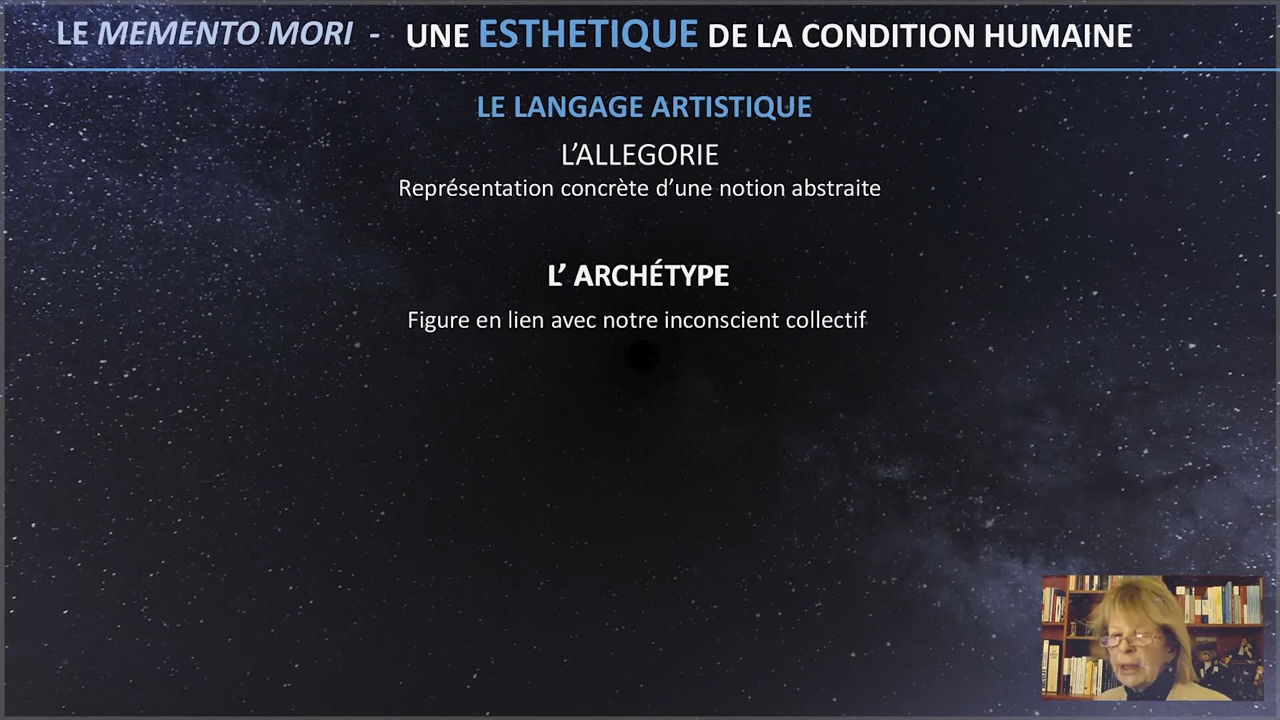 LE MEMENTO MORI - UNE ESTHETIQUE DE LA CONDITION HUMAINE
LE LANGAGE ARTISTIQUE
L'ALLEGORIE
Représentation concrète d'une notion abstraite
L' ARCHÉTYPE
Figure en lien avec notre inconscient collectif